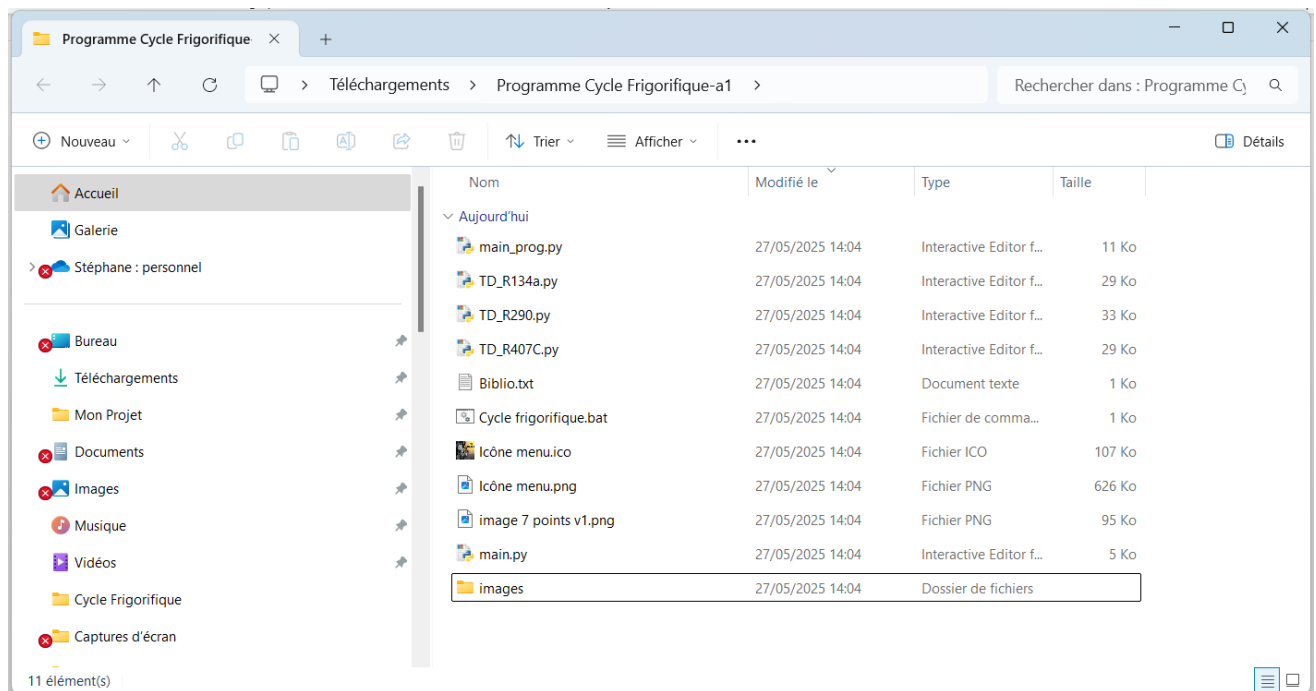 Programme Cycle Frigorifique
Téléchargements > Programme Cycle Frigorifique-a1 >
Rechercher dans : Programme Cy
Nouveau
Trier
Afficher
Détails
Accueil
Galerie
Stéphane : personnel
Bureau
Téléchargements
Mon Projet
Documents
Images
Musique
Vidéos
Cycle Frigorifique
Captures d'écran
Nom Modifié le Type Taille
Aujourd'hui
main_prog.py 27/05/2025 14:04 Interactive Editor f... 11 Ko
TD_R134a.py 27/05/2025 14:04 Interactive Editor f... 29 Ko
TD_R290.py 27/05/2025 14:04 Interactive Editor f... 33 Ko
TD_R407C.py 27/05/2025 14:04 Interactive Editor f... 29 Ko
Biblio.txt 27/05/2025 14:04 Document texte 1 Ko
Cycle frigorifique.bat 27/05/2025 14:04 Fichier de comma... 1 Ko
Icône menu.ico 27/05/2025 14:04 Fichier ICO 107 Ko
Icône menu.png 27/05/2025 14:04 Fichier PNG 626 Ko
image 7 points v1.png 27/05/2025 14:04 Fichier PNG 95 Ko
main.py 27/05/2025 14:04 Interactive Editor f... 5 Ko
images 27/05/2025 14:04 Dossier de fichiers
11 élément(s)